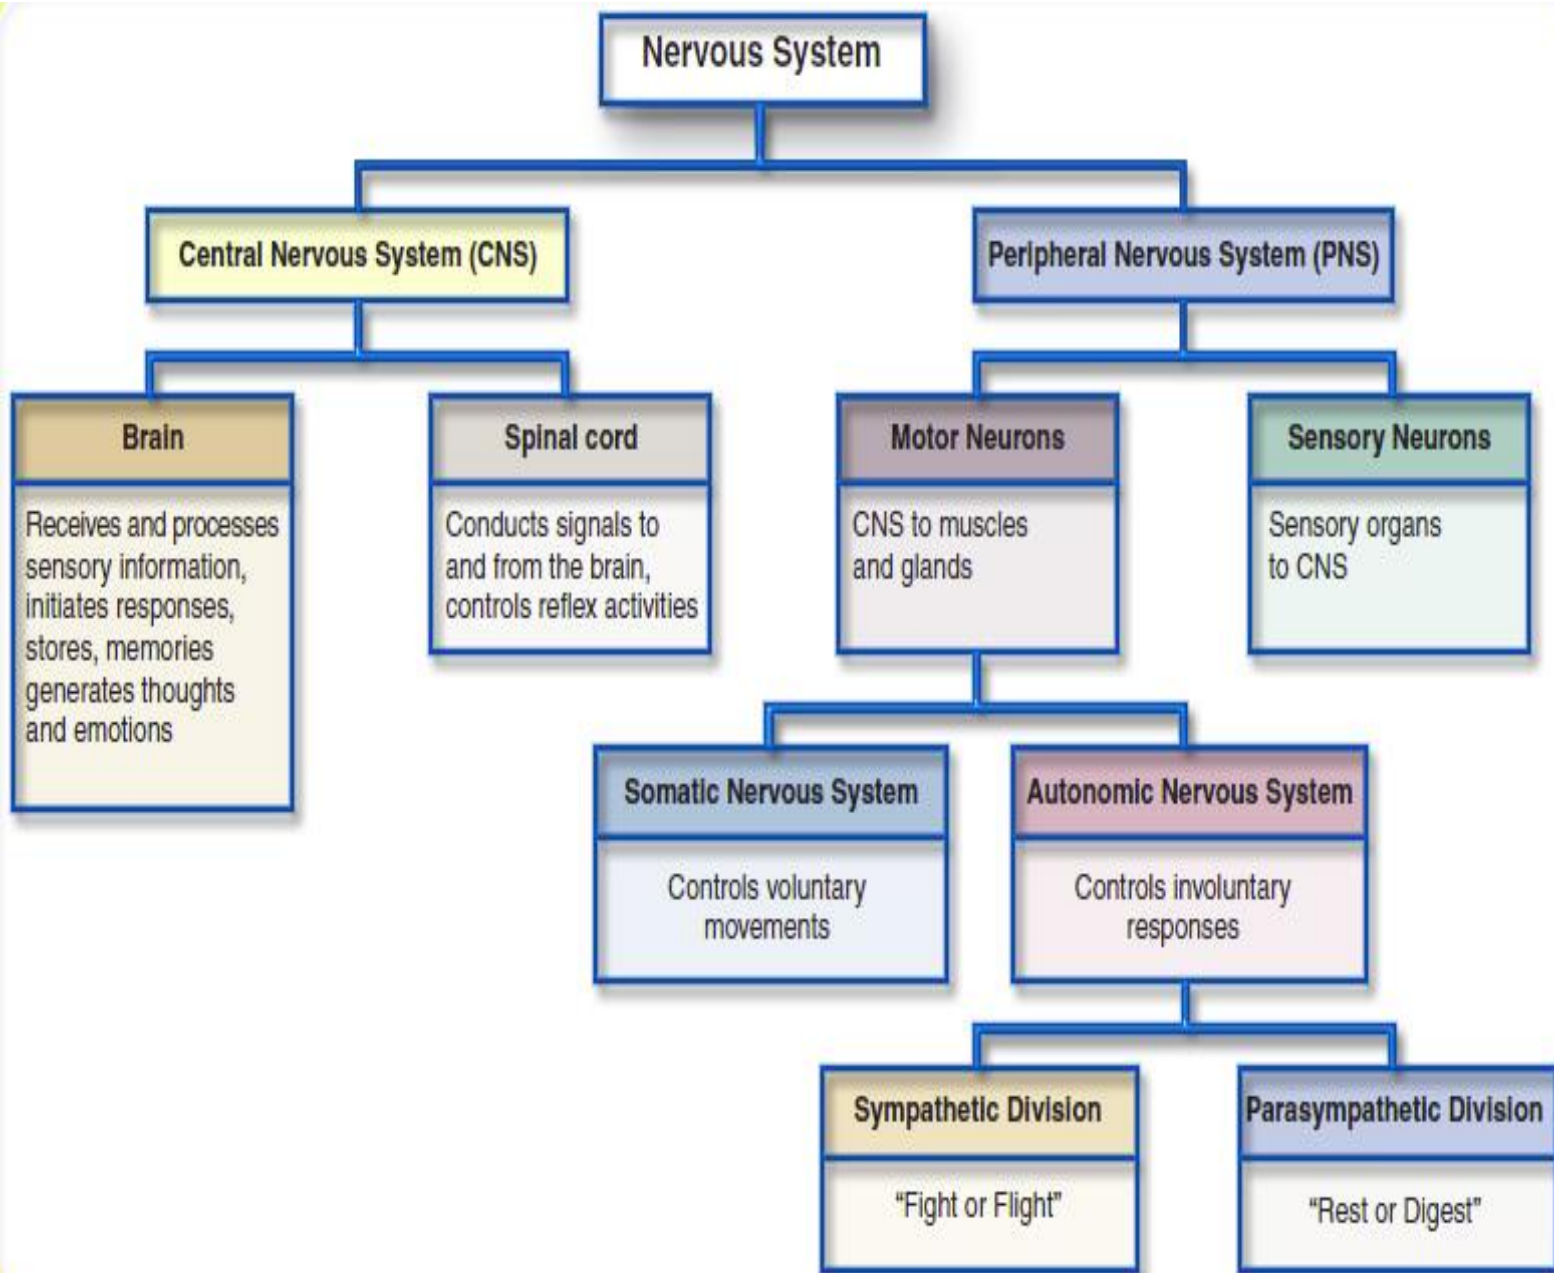 Nervous System
Central Nervous System (CNS)
Peripheral Nervous System (PNS)
Brain
Receives and processes
sensory information,
initiates responses,
stores, memories
generates thoughts
and emotions
Spinal cord
Conducts signals to
and from the brain,
controls reflex activities
Motor Neurons
CNS to muscles
and glands
Sensory Neurons
Sensory organs
to CNS
Somatic Nervous System
Controls voluntary
movements
Autonomic Nervous System
Controls involuntary
responses
Sympathetic Division
“Fight or Flight”
Parasympathetic Division
“Rest or Digest”